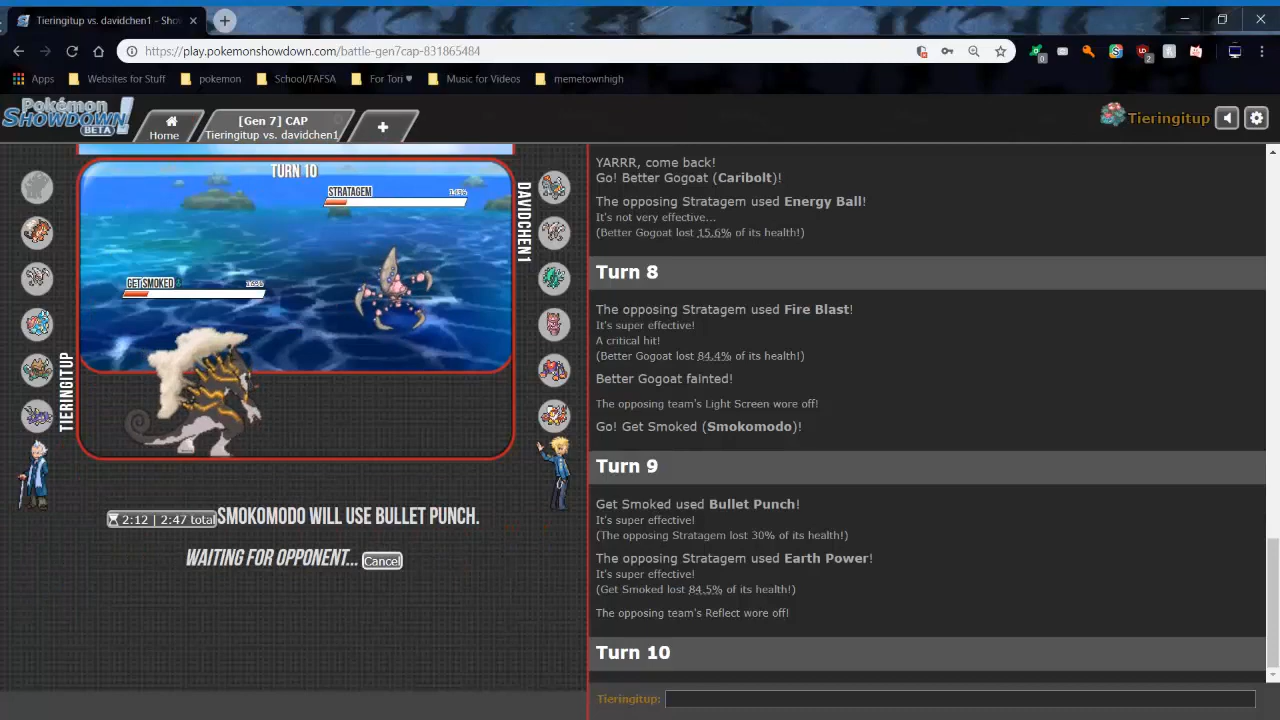 Tieringitup vs. davidchen1 - Sho
https://play.pokemonshowdown.com/battle-gen7cap-831865484
0
2
Apps
Websites for Stuff
pokemon
School/FAFSA
For Tori ♥
Music for Videos
memetownhigh
Pokémon
SHOWDOWN!
BETA
Home
[Gen 7] CAP
Tieringitup vs. davidchen1
Tieringitup
TURN 10
STRATAGEM
GET SMOKED
TIERINGITUP
DAVIDCHEN1
2:12 | 2:47 total
SMOKOMODO WILL USE BULLET PUNCH.
WAITING FOR OPPONENT... Cancel
YARRR, come back!
Go! Better Gogoat (Caribolt)!
The opposing Stratagem used Energy Ball!
It's not very effective...
(Better Gogoat lost 15.6% of its health!)
Turn 8
The opposing Stratagem used Fire Blast!
It's super effective!
A critical hit!
(Better Gogoat lost 84.4% of its health!)
Better Gogoat fainted!
The opposing team's Light Screen wore off!
Go! Get Smoked (Smokomodo)!
Turn 9
Get Smoked used Bullet Punch!
It's super effective!
(The opposing Stratagem lost 30% of its health!)
The opposing Stratagem used Earth Power!
It's super effective!
(Get Smoked lost 84.5% of its health!)
The opposing team's Reflect wore off!
Turn 10
Tieringitup: